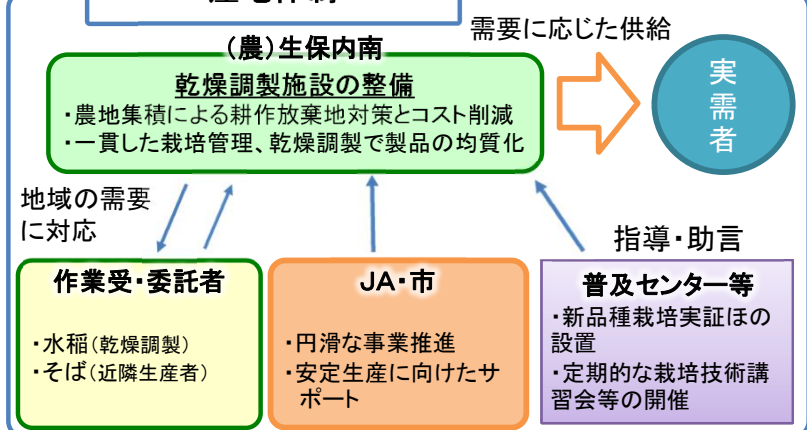 (農)生保内南
需要に応じた供給
乾燥調製施設の整備
・農地集積による耕作放棄地対策とコスト削減
・一貫した栽培管理、乾燥調製で製品の均質化
実
需
者
地域の需要
に対応
指導・助言
作業受・委託者
・水稲(乾燥調製)
・そば(近隣生産者)
JA・市
・円滑な事業推進
・安定生産に向けたサ
ポート
普及センター等
・新品種栽培実証ほの
設置
・定期的な栽培技術講
習会等の開催